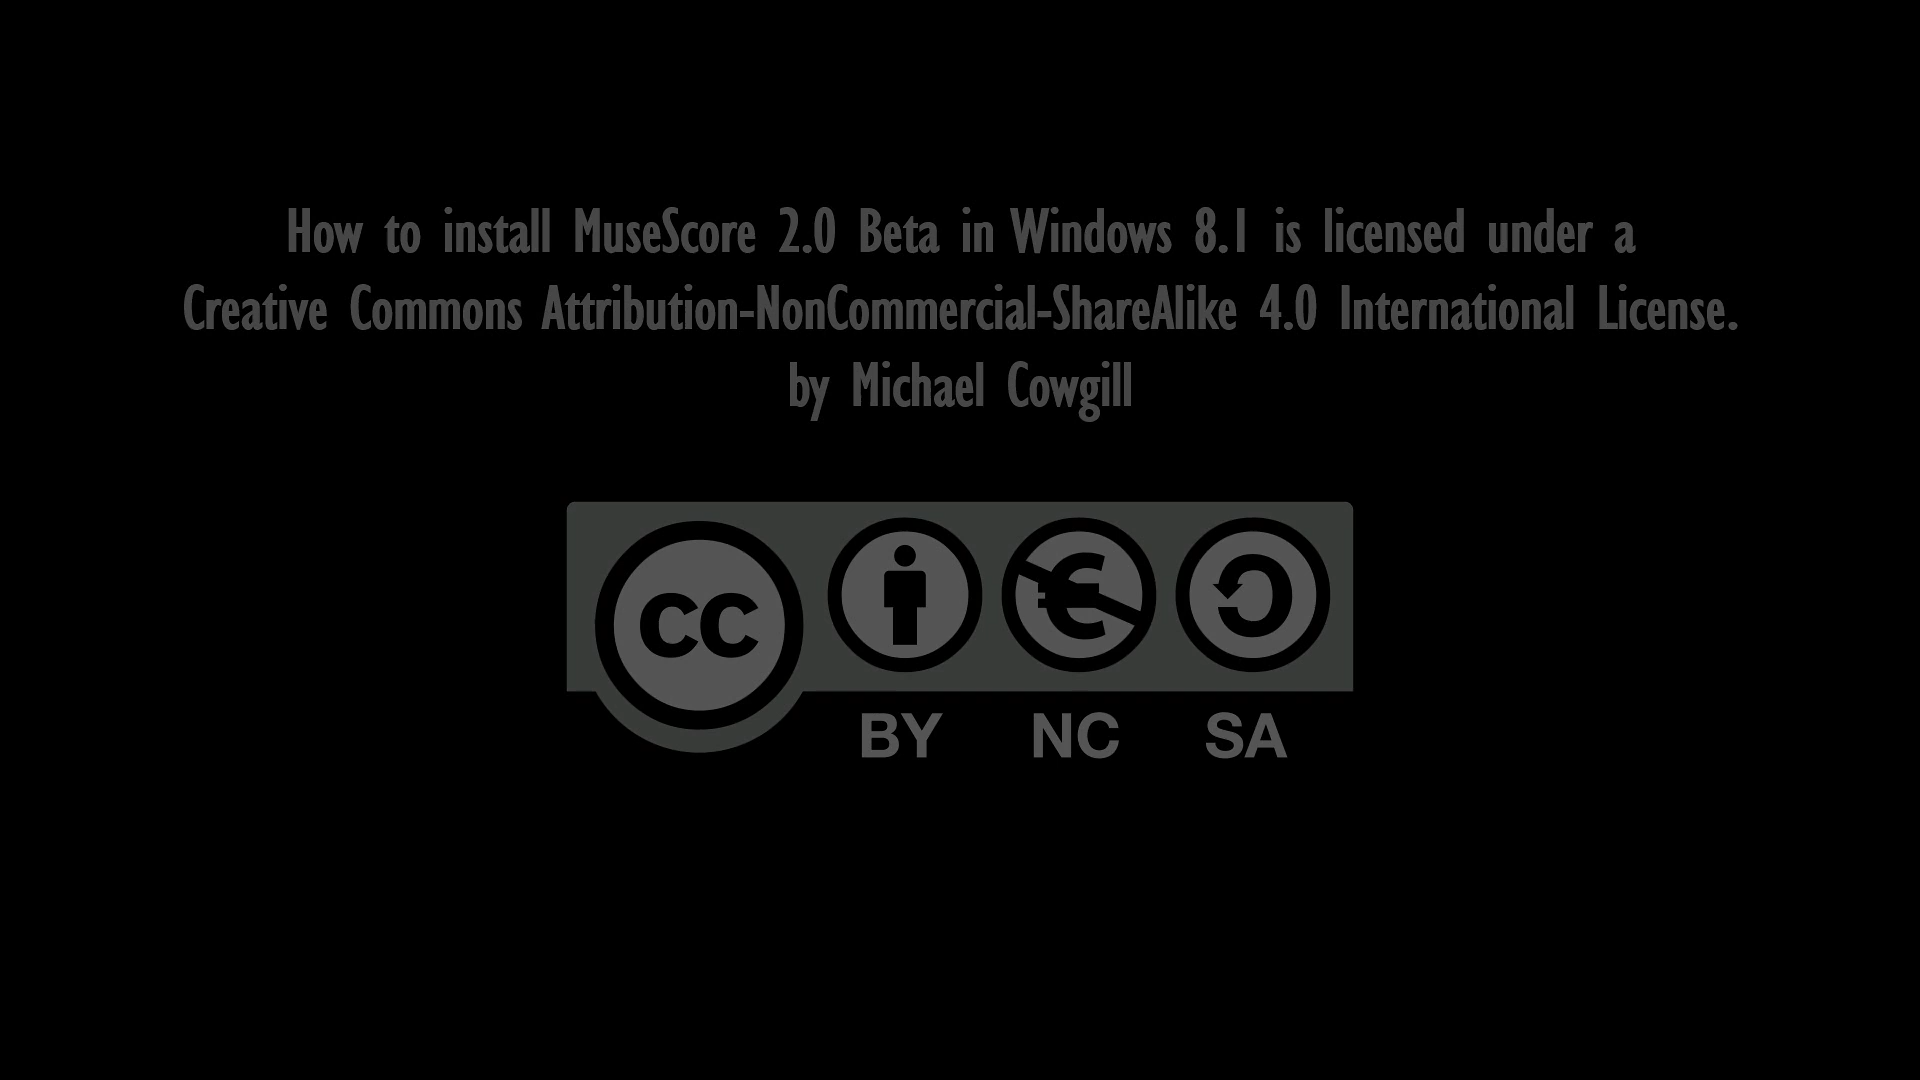 How to install MuseScore 2.0 Beta in Windows 8.1 is licensed under a
Creative Commons Attribution-NonCommercial-ShareAlike 4.0 International License.
by Michael Cowgill
cc
BY NC SA